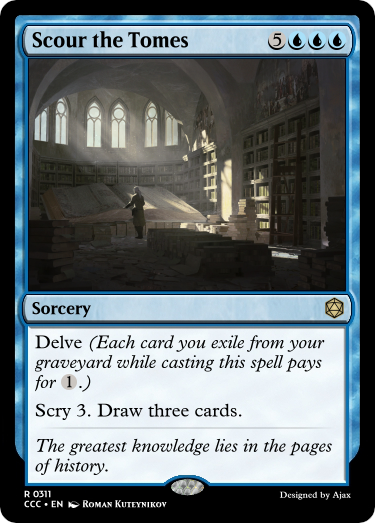 Scour the Tomes 5
Sorcery
Delve (Each card you exile from your
graveyard while casting this spell pays
for 1.)
Scry 3. Draw three cards.
The greatest knowledge lies in the pages
of history.
R 0311
CCC • EN Roman Kuteynikov
Designed by Ajax